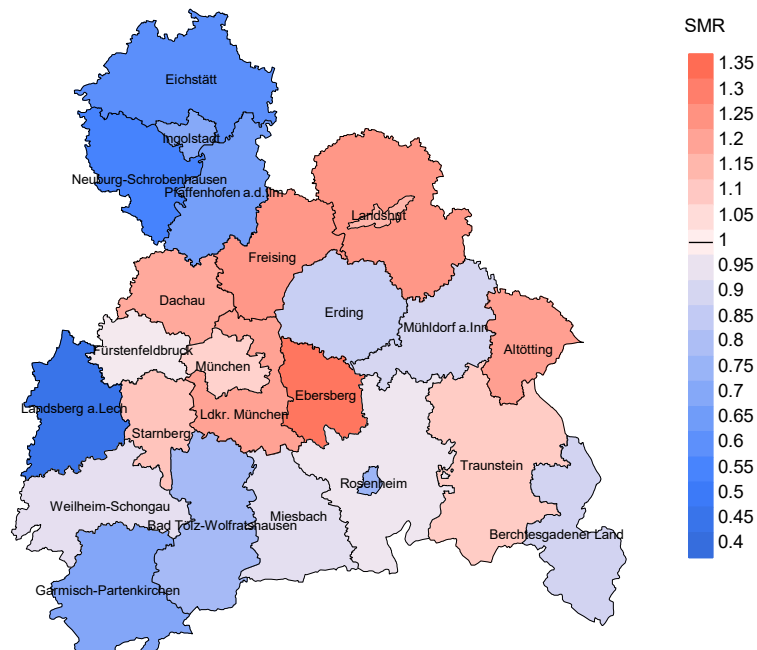 SMR
1.35
1.3
1.25
1.2
1.15
1.1
1.05
1
0.95
0.9
0.85
0.8
0.75
0.7
0.65
0.6
0.55
0.5
0.45
0.4
Eichstätt
Ingolstadt
Neuburg-Schrobenhausen
Pfaffenhofen a.d.Ilm
Landshut
Freising
Dachau
Erding
Mühldorf a.Inn
Fürstenfeldbruck
Altötting
München
Ebersberg
Landsberg a.Lech
Ldkr. München
Starnberg
Traunstein
Rosenheim
Weilheim-Schongau
Miesbach
Bad Tölz-Wolfratshausen
Berchtesgadener Land
Garmisch-Partenkirchen